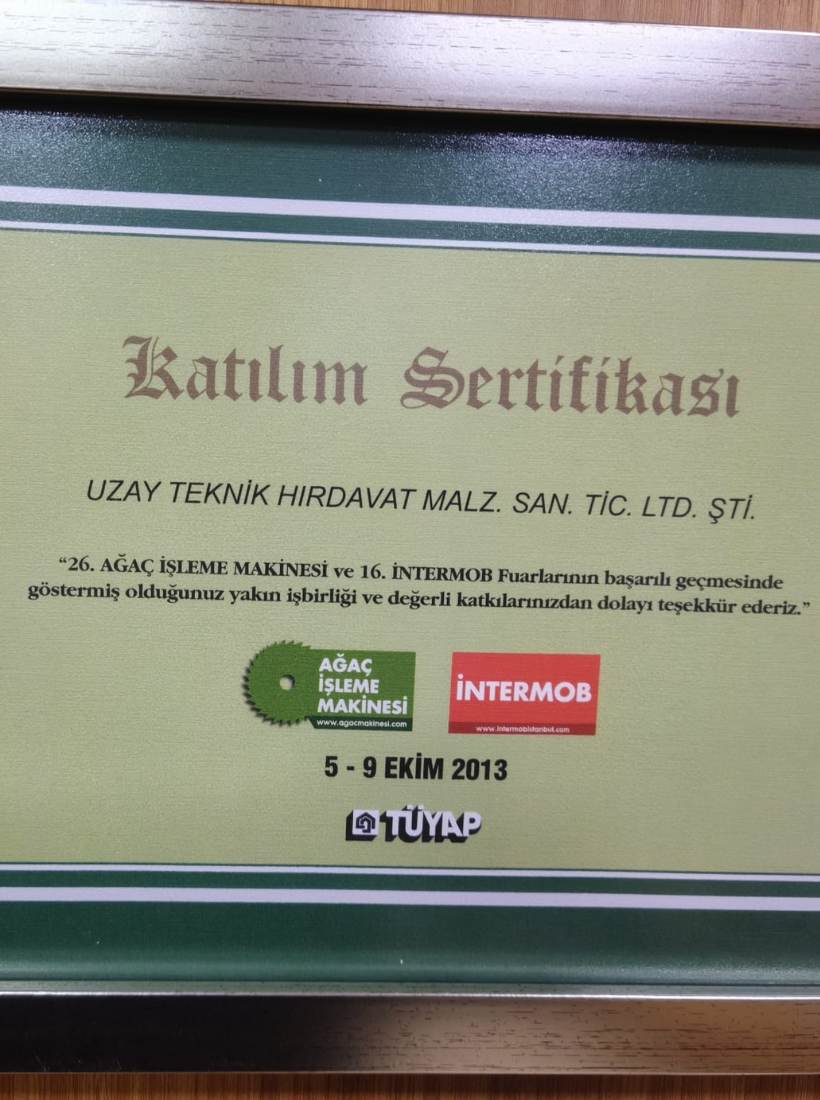 Katılım Sertifikası
UZAY TEKNİK HIRDAVAT MALZ. SAN. TİC. LTD. ŞTİ.
“26. AĞAÇ İŞLEME MAKİNESİ ve 16. İNTERMOB Fuarlarının başarılı geçmesinde
göstermiş olduğunuz yakın işbirliği ve değerli katkılarınızdan dolayı teşekkür ederiz.”
AĞAÇ
İŞLEME
MAKİNESİ
www.agacmakinesi.com
İNTERMOB
www.intermobistanbul.com
5 - 9 EKİM 2013
TÜYAP